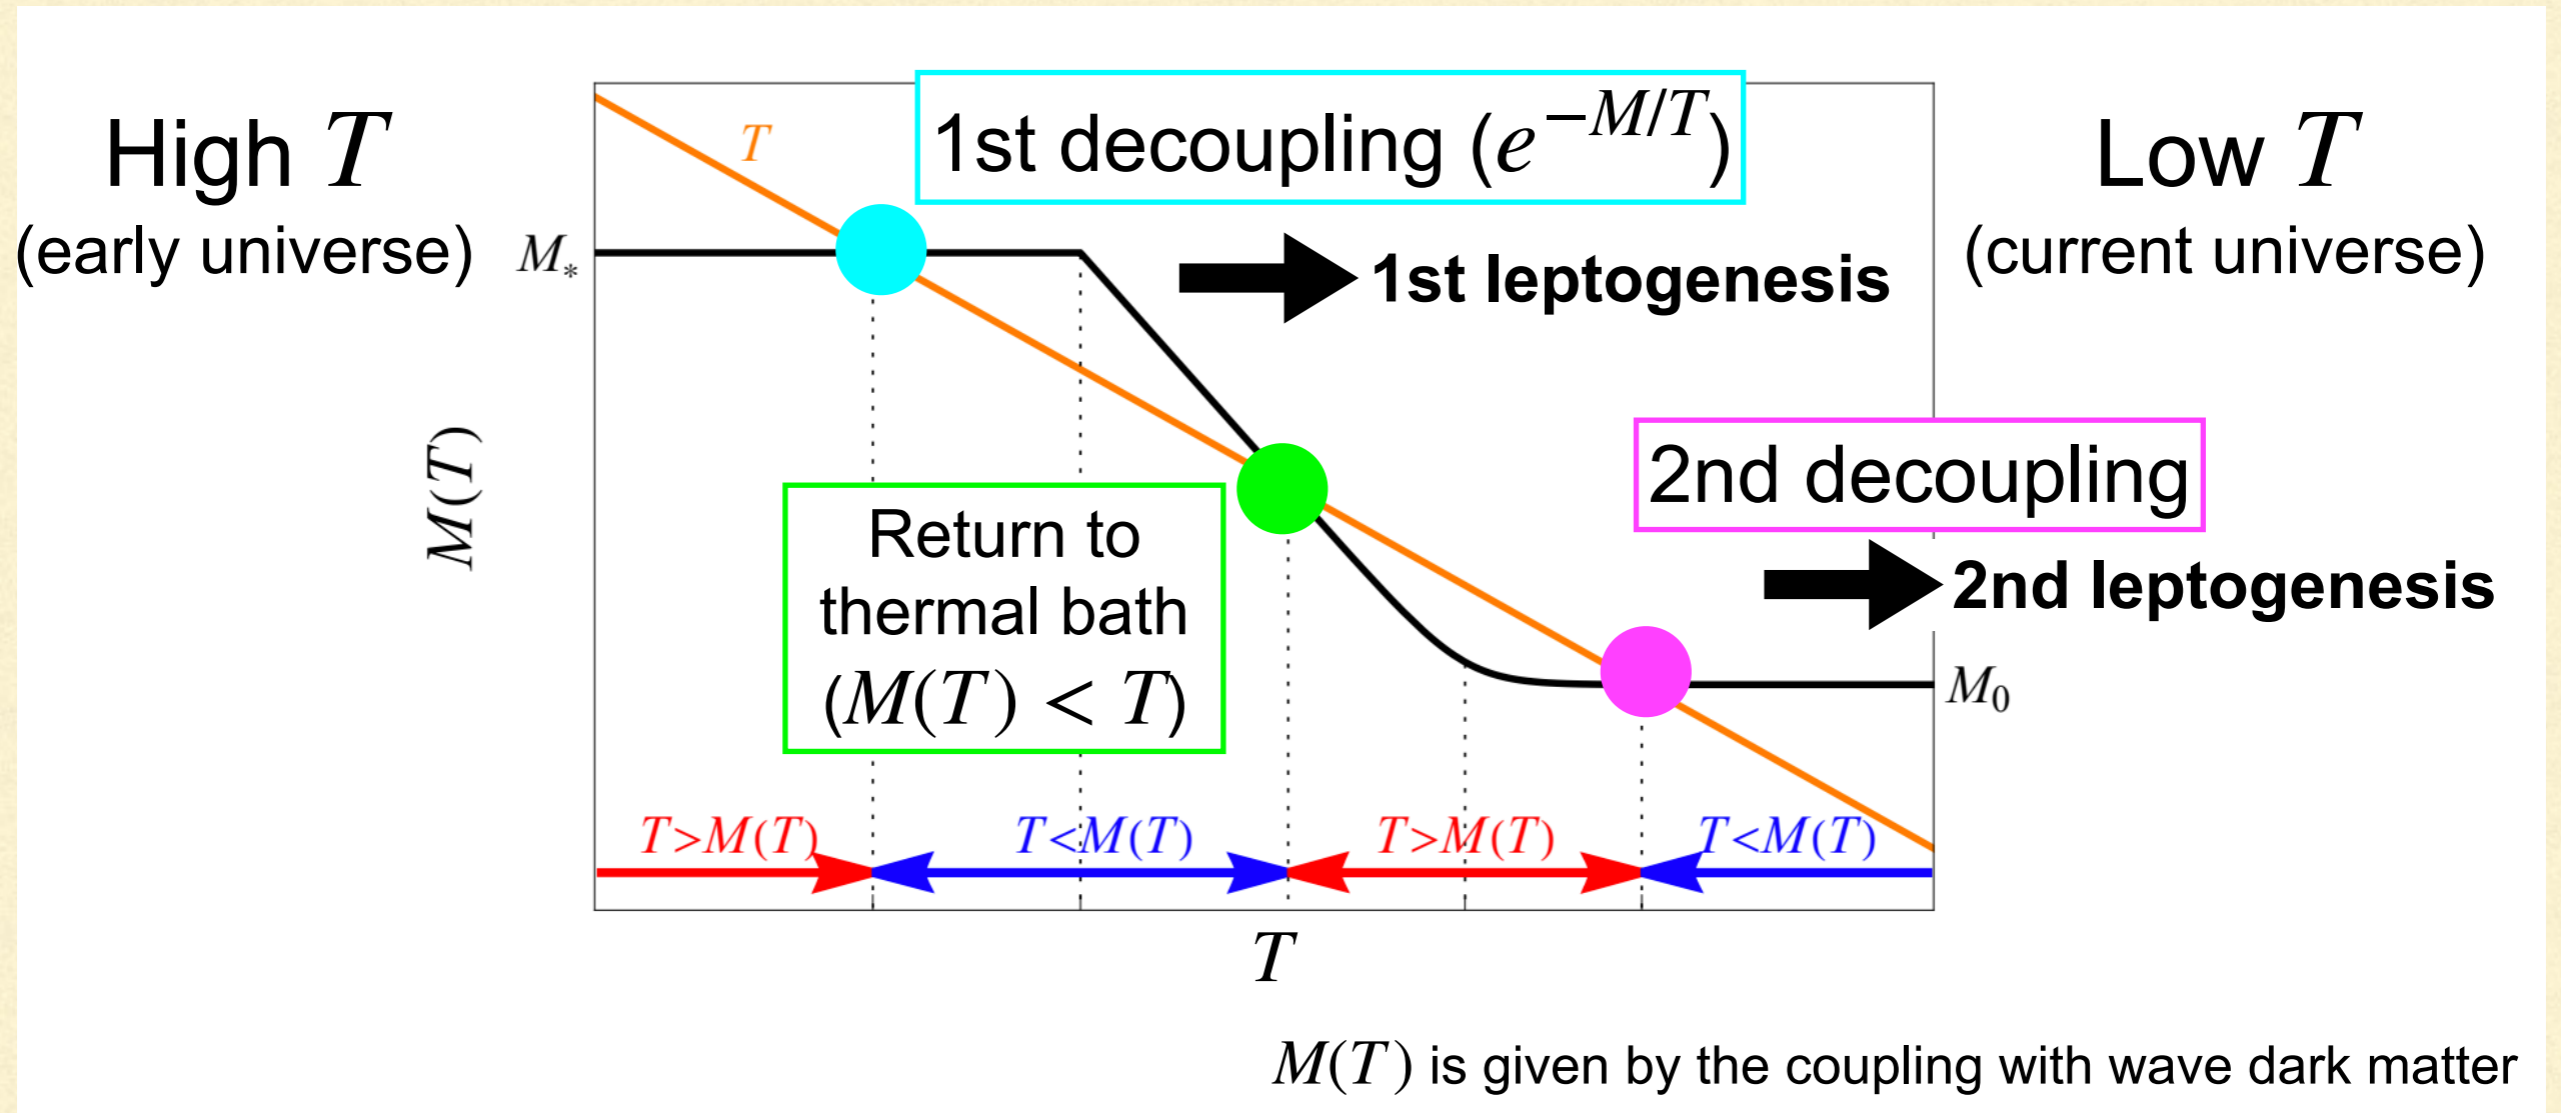 High T
(early universe)
T
1st decoupling (e^{-M/T})
Low T
(current universe)
M_*
1st leptogenesis
M(T)
Return to
thermal bath
(M(T) < T)
2nd decoupling
2nd leptogenesis
M_0
T>M(T)
T<M(T)
T>M(T)
T<M(T)
T
M(T) is given by the coupling with wave dark matter